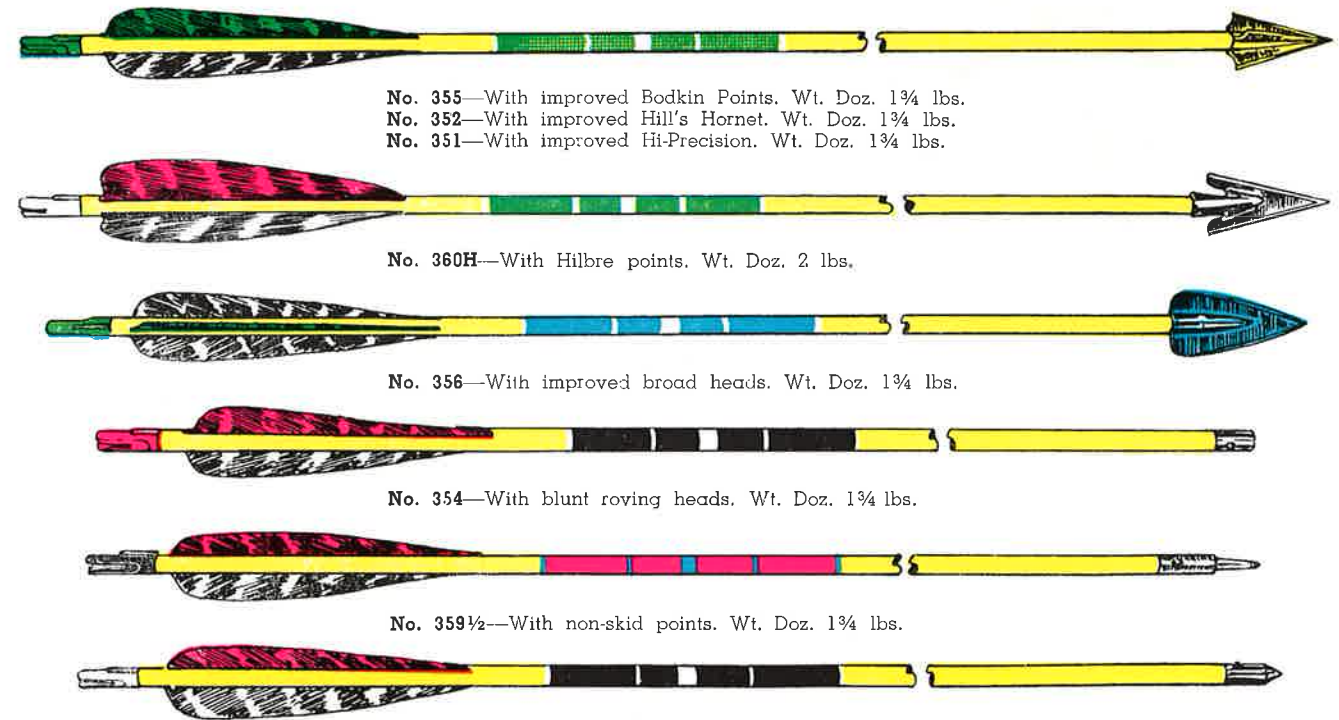 No. 355—With improved Bodkin Points. Wt. Doz. 1¾ lbs.
No. 352—With improved Hill's Hornet. Wt. Doz. 1¾ lbs.
No. 351—With improved Hi-Precision. Wt. Doz. 1¾ lbs.
No. 360H—With Hilbre points. Wt. Doz. 2 lbs.
No. 356—With improved broad heads. Wt. Doz. 1¾ lbs.
No. 354—With blunt roving heads. Wt. Doz. 1¾ lbs.
No. 359½—With non-skid points. Wt. Doz. 1¾ lbs.